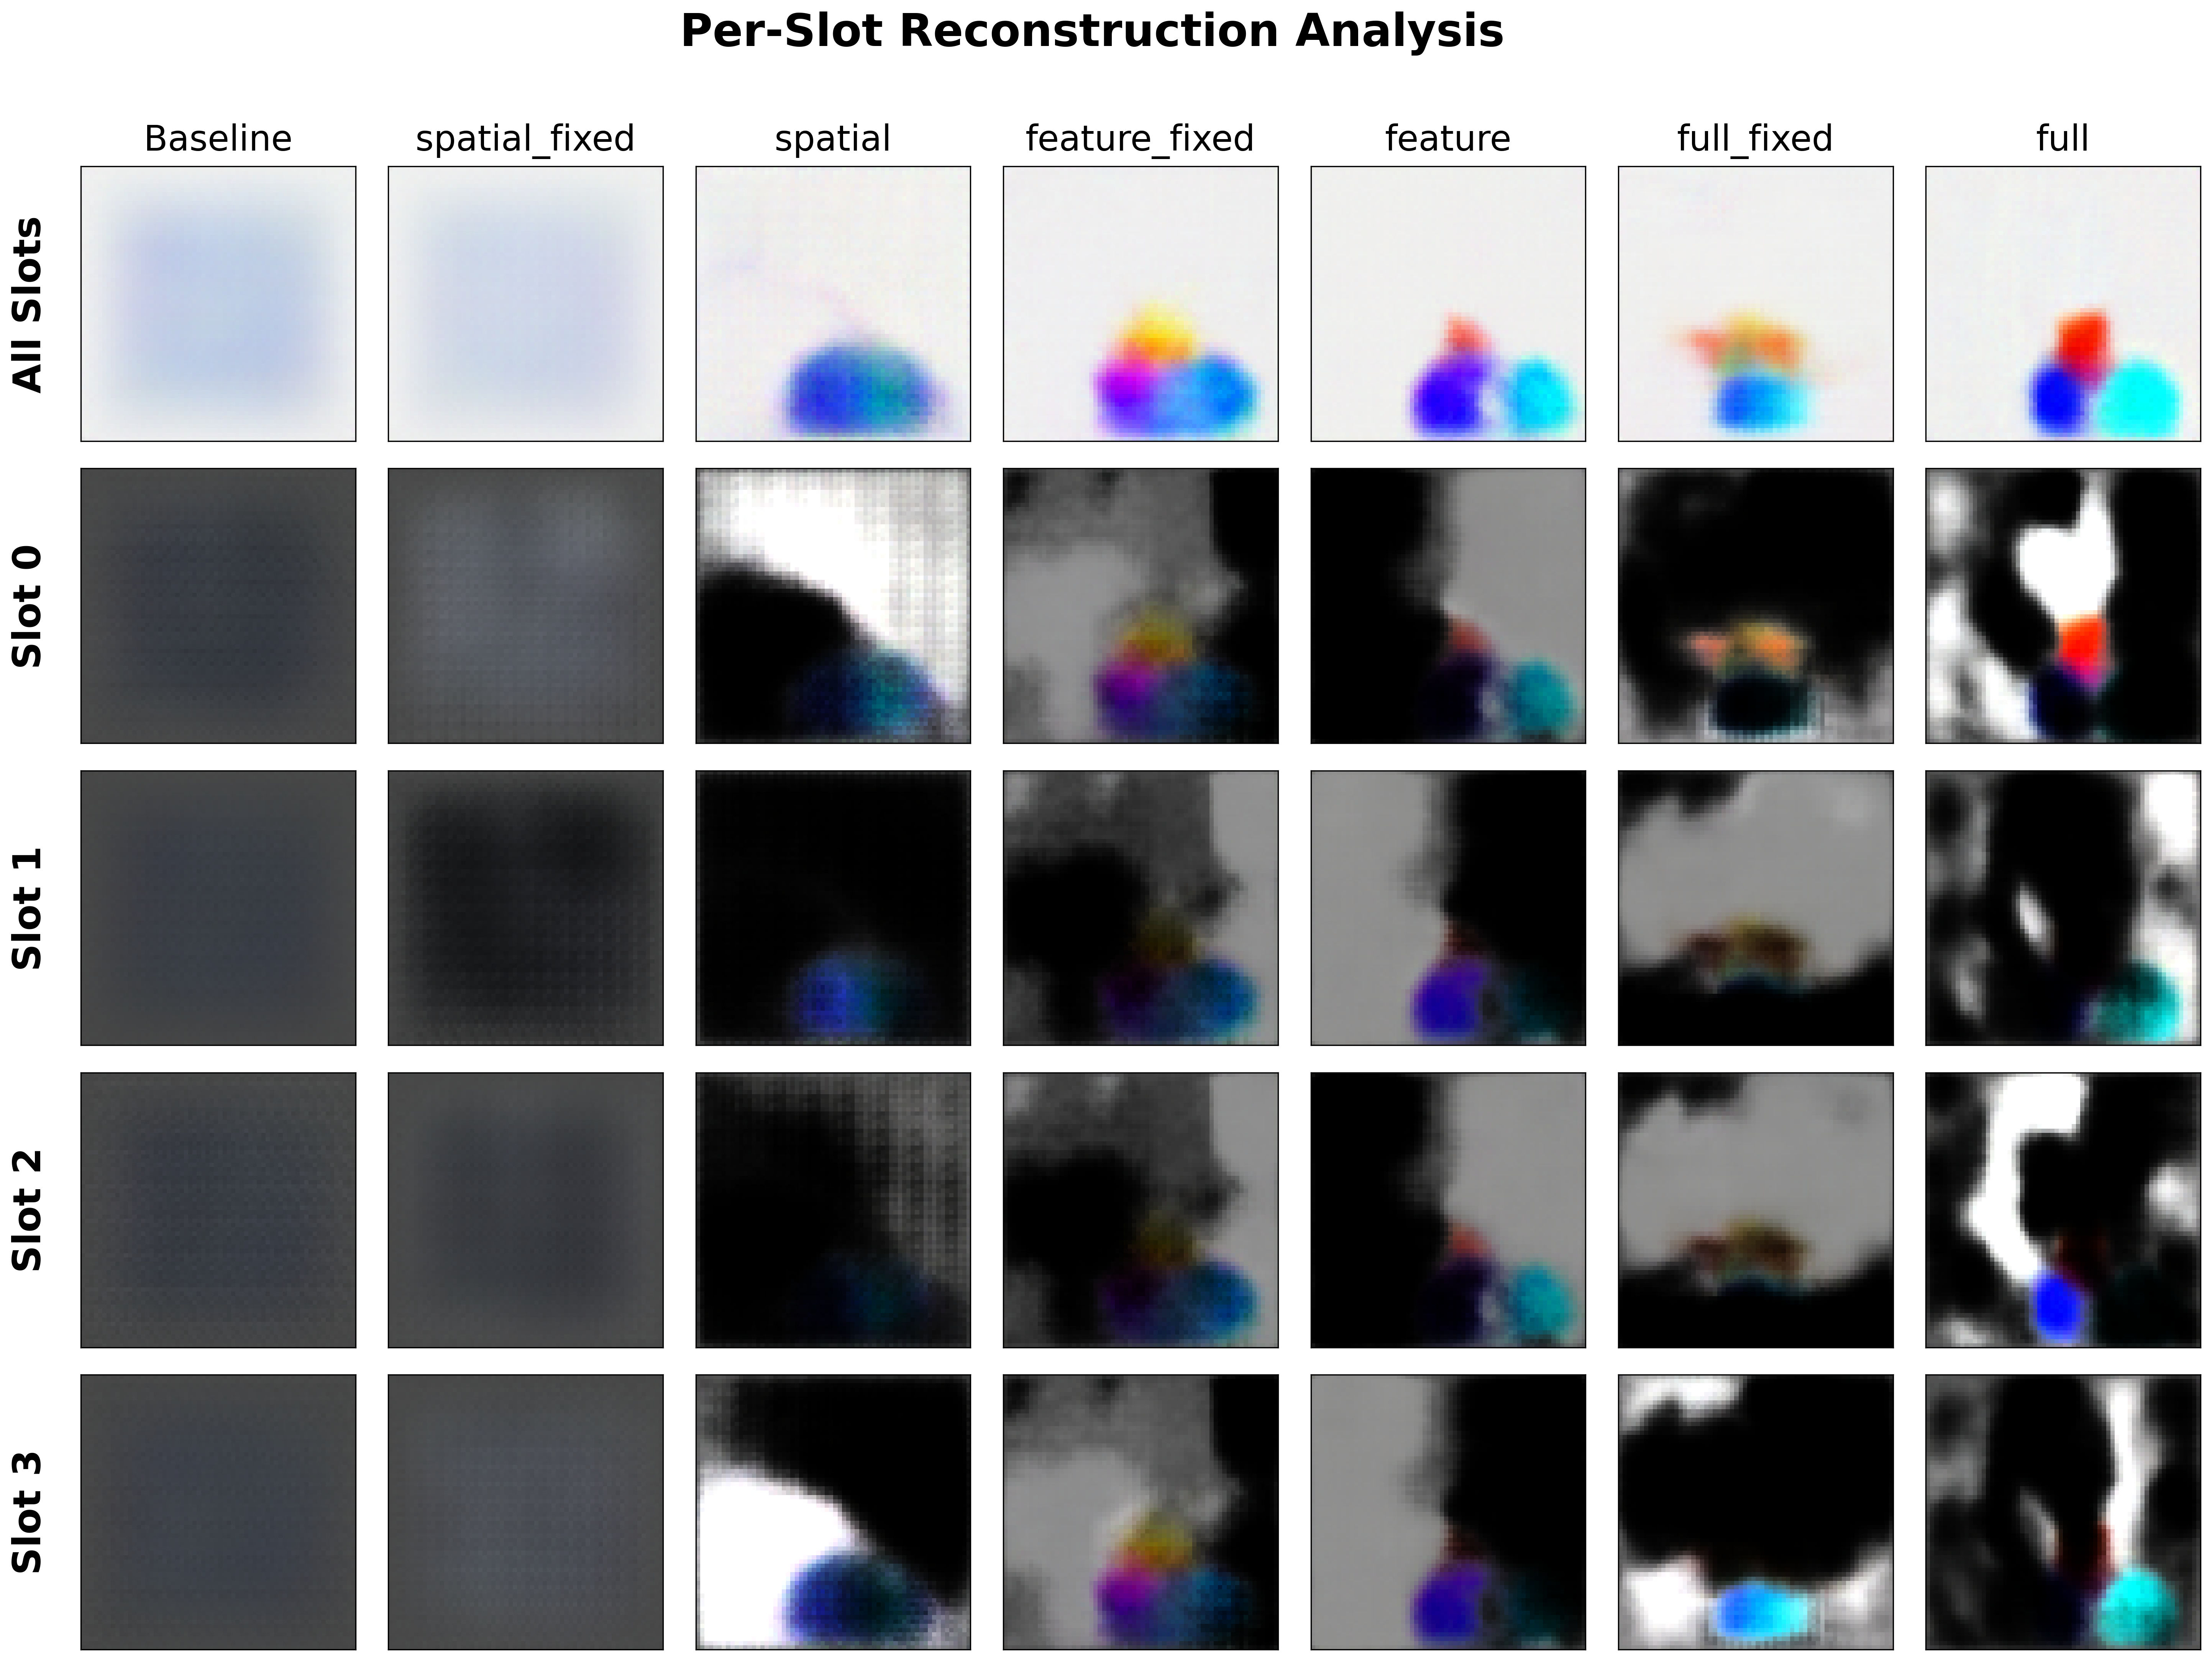 Per-Slot Reconstruction Analysis
Baseline spatial_fixed spatial feature_fixed feature full_fixed full
All Slots
Slot 0
Slot 1
Slot 2
Slot 3